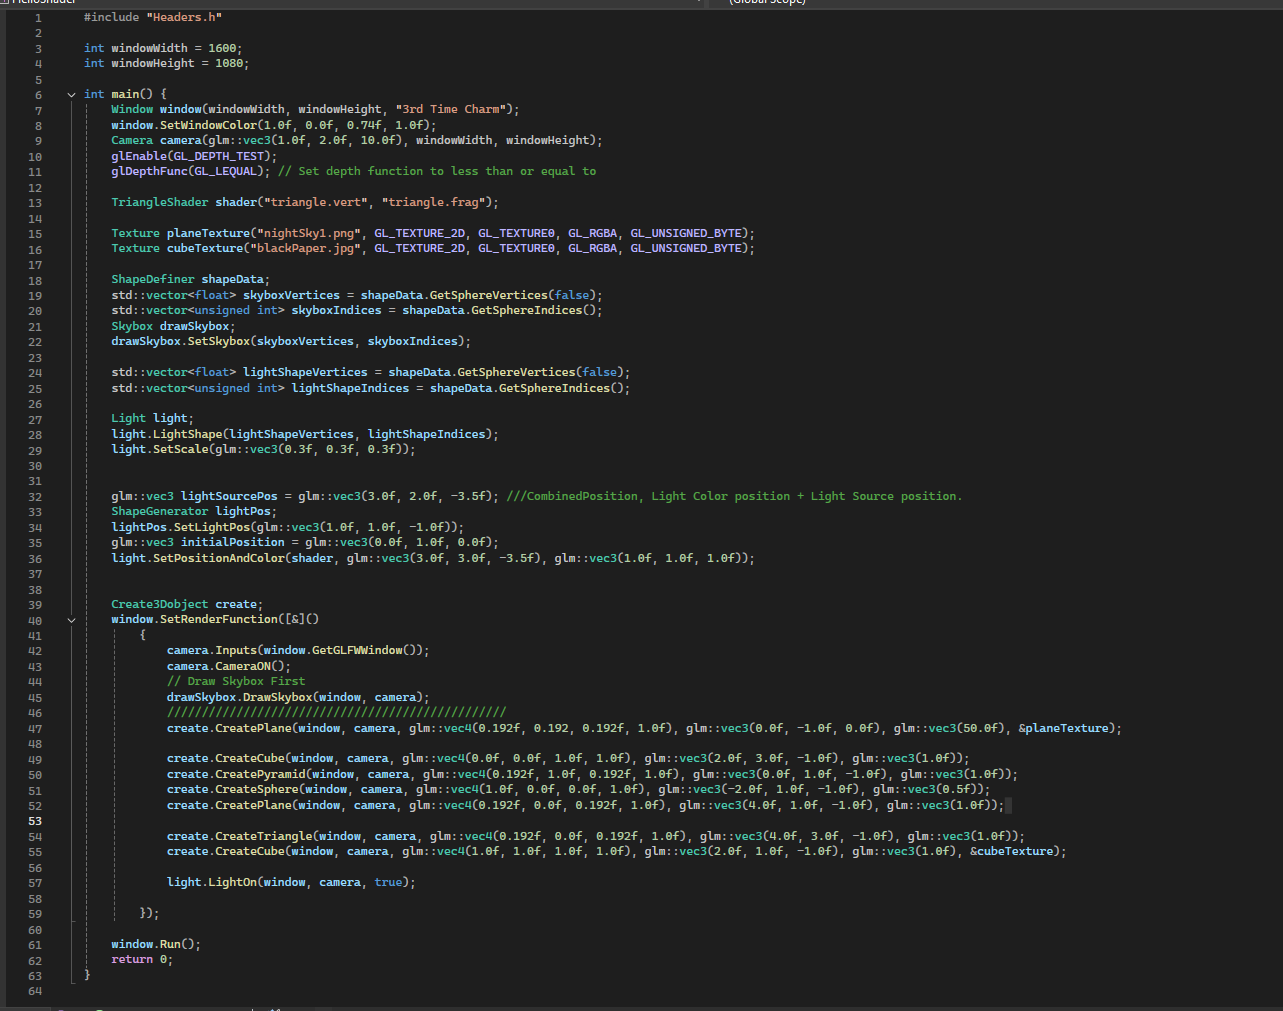 HelloShader (Global Scope)
1 #include "Headers.h"
2
3 int windowWidth = 1600;
4 int windowHeight = 1080;
5
6 int main() {
7 Window window(windowWidth, windowHeight, "3rd Time Charm");
8 window.SetWindowColor(1.0f, 0.0f, 0.74f, 1.0f);
9 Camera camera(glm::vec3(1.0f, 2.0f, 10.0f), windowWidth, windowHeight);
10 glEnable(GL_DEPTH_TEST);
11 glDepthFunc(GL_LEQUAL); // Set depth function to less than or equal to
12
13 TriangleShader shader("triangle.vert", "triangle.frag");
14
15 Texture planeTexture("nightSky1.png", GL_TEXTURE_2D, GL_TEXTURE0, GL_RGBA, GL_UNSIGNED_BYTE);
16 Texture cubeTexture("blackPaper.jpg", GL_TEXTURE_2D, GL_TEXTURE0, GL_RGBA, GL_UNSIGNED_BYTE);
17
18 ShapeDefiner shapeData;
19 std::vector<float> skyboxVertices = shapeData.GetSphereVertices(false);
20 std::vector<unsigned int> skyboxIndices = shapeData.GetSphereIndices();
21 Skybox drawSkybox;
22 drawSkybox.SetSkybox(skyboxVertices, skyboxIndices);
23
24 std::vector<float> lightShapeVertices = shapeData.GetSphereVertices(false);
25 std::vector<unsigned int> lightShapeIndices = shapeData.GetSphereIndices();
26
27 Light light;
28 light.LightShape(lightShapeVertices, lightShapeIndices);
29 light.SetScale(glm::vec3(0.3f, 0.3f, 0.3f));
30
31
32 glm::vec3 lightSourcePos = glm::vec3(3.0f, 2.0f, -3.5f); ///CombinedPosition, Light Color position + Light Source position.
33 ShapeGenerator lightPos;
34 lightPos.SetLightPos(glm::vec3(1.0f, 1.0f, -1.0f));
35 glm::vec3 initialPosition = glm::vec3(0.0f, 1.0f, 0.0f);
36 light.SetPositionAndColor(shader, glm::vec3(3.0f, 3.0f, -3.5f), glm::vec3(1.0f, 1.0f, 1.0f));
37
38
39 Create3Dobject create;
40 window.SetRenderFunction([&]()
41 {
42 camera.Inputs(window.GetGLFWWindow());
43 camera.CameraON();
44 // Draw Skybox First
45 drawSkybox.DrawSkybox(window, camera);
46 /////////////////////////////////////////////////
47 create.CreatePlane(window, camera, glm::vec4(0.192f, 0.192, 0.192f, 1.0f), glm::vec3(0.0f, -1.0f, 0.0f), glm::vec3(50.0f), &planeTexture);
48
49 create.CreateCube(window, camera, glm::vec4(0.0f, 0.0f, 1.0f, 1.0f), glm::vec3(2.0f, 3.0f, -1.0f), glm::vec3(1.0f));
50 create.CreatePyramid(window, camera, glm::vec4(0.192f, 1.0f, 0.192f, 1.0f), glm::vec3(0.0f, 1.0f, -1.0f), glm::vec3(1.0f));
51 create.CreateSphere(window, camera, glm::vec4(1.0f, 0.0f, 0.0f, 1.0f), glm::vec3(-2.0f, 1.0f, -1.0f), glm::vec3(0.5f));
52 create.CreatePlane(window, camera, glm::vec4(0.192f, 0.0f, 0.192f, 1.0f), glm::vec3(4.0f, 1.0f, -1.0f), glm::vec3(1.0f));
53
54 create.CreateTriangle(window, camera, glm::vec4(0.192f, 0.0f, 0.192f, 1.0f), glm::vec3(4.0f, 3.0f, -1.0f), glm::vec3(1.0f));
55 create.CreateCube(window, camera, glm::vec4(1.0f, 1.0f, 1.0f, 1.0f), glm::vec3(2.0f, 1.0f, -1.0f), glm::vec3(1.0f), &cubeTexture);
56
57 light.LightOn(window, camera, true);
58
59 });
60
61 window.Run();
62 return 0;
63 }
64